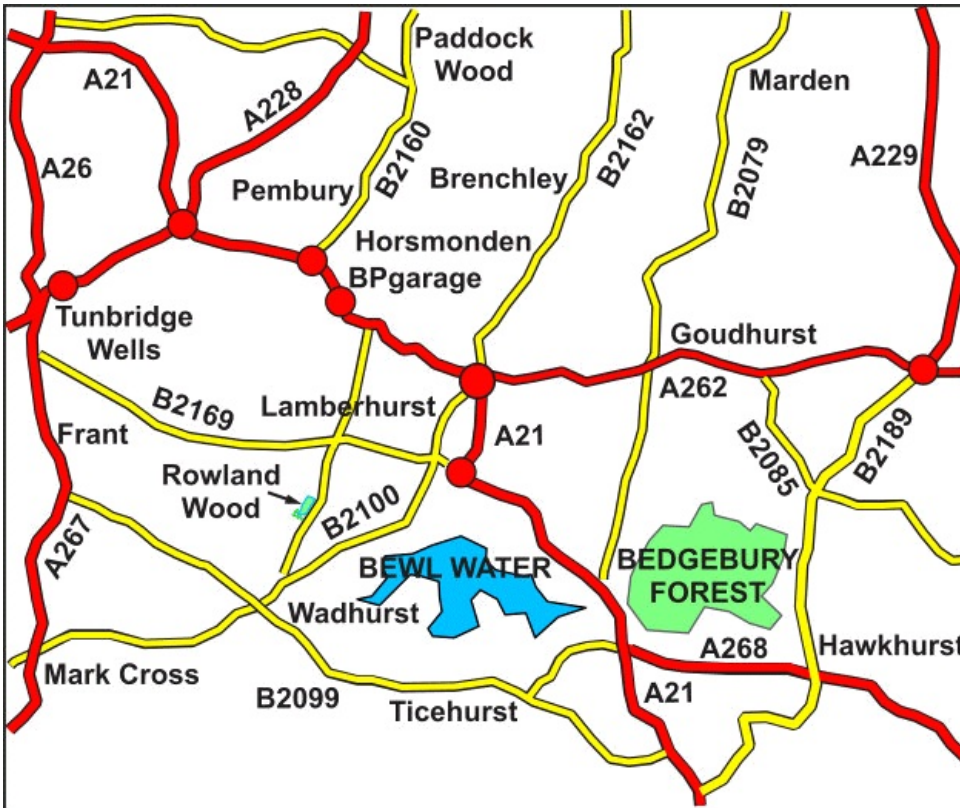 Paddock
Wood
A21
A228
Marden
A26
B2160
B2162
B2079
A229
Pembury
Brenchley
Horsmonden
BPgarage
Tunbridge
Wells
Goudhurst
A262
B2169
Lamberhurst
A21
Frant
B2085
B2189
Rowland
Wood
B2100
A267
BEWL WATER
BEDGEBURY
FOREST
Wadhurst
A268
Hawkhurst
Mark Cross
B2099
Ticehurst
A21